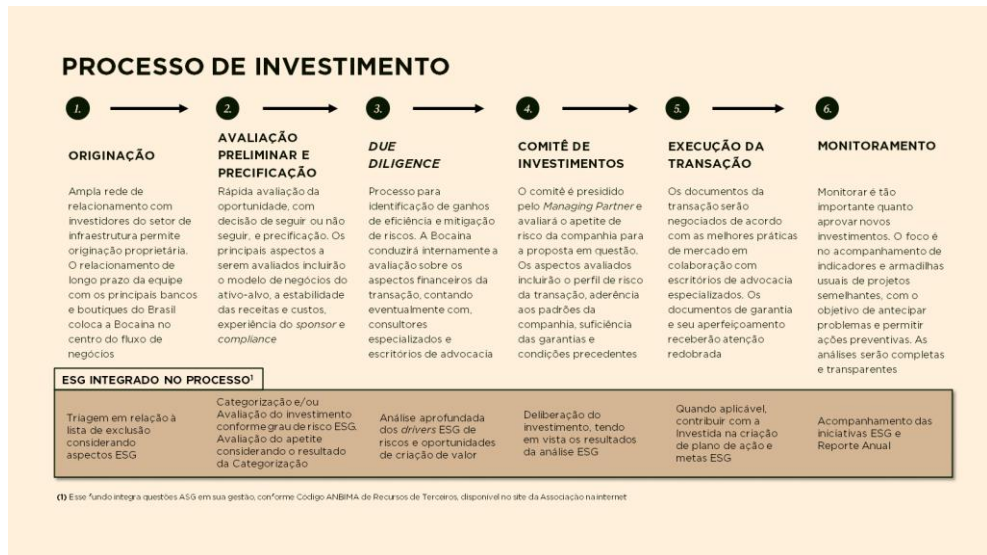 PROCESSO DE INVESTIMENTO
1.
ORIGINAÇÃO
Ampla rede de
relacionamento com
investidores do setor de
infraestrutura permite
originação proprietária.
O relacionamento de
longo prazo da equipe
com os principais bancos
e boutiques do Brasil
coloca a Bocaina no
centro do fluxo de
negócios
2.
AVALIAÇÃO
PRELIMINAR E
PRECIFICAÇÃO
Rápida avaliação da
oportunidade, com
decisão de seguir ou não
seguir, e precificação. Os
principais aspectos a
serem avaliados incluirão
o modelo de negócios do
ativo-alvo, a estabilidade
das receitas e custos,
experiência do sponsor e
compliance
3.
DUE
DILIGENCE
Processo para
identificação de ganhos
de eficiência e mitigação
de riscos. A Bocaina
conduzirá internamente a
avaliação sobre os
aspectos financeiros da
transação, contando
eventualmente com,
consultores
especializados e
escritórios de advocacia
4.
COMITÊ DE
INVESTIMENTOS
O comitê é presidido
pelo Managing Partner e
avaliará o apetite de
risco da companhia para
a proposta em questão.
Os aspectos avaliados
incluirão o perfil de risco
da transação, aderência
aos padrões da
companhia, suficiência
das garantias e
condições precedentes
5.
EXECUÇÃO DA
TRANSAÇÃO
Os documentos da
transação serão
negociados de acordo
com as melhores práticas
de mercado em
colaboração com
escritórios de advocacia
especializados. Os
documentos de garantia
e seu aperfeiçoamento
receberão atenção
redobrada
6.
MONITORAMENTO
Monitorar é tão
importante quanto
aprovar novos
investimentos. O foco é
no acompanhamento de
indicadores e armadilhas
usuais de projetos
semelhantes, com o
objetivo de antecipar
problemas e permitir
ações preventivas. As
análises serão completas
e transparentes
ESG INTEGRADO NO PROCESSO¹
Triagem em relação à
lista de exclusão
considerando
aspectos ESG
Categorização e/ou
Avaliação do investimento
conforme grau de risco ESG.
Avaliação do apetite
considerando o resultado
da Categorização
Análise aprofundada
dos drivers ESG de
riscos e oportunidades
de criação de valor
Deliberação do
investimento, tendo
em vista os resultados
da análise ESG
Quando aplicável,
contribuir com a
Investida na criação
de plano de ação e
metas ESG
Acompanhamento das
iniciativas ESG e
Reporte Anual
(1) Esse fundo integra questões ASG em sua gestão, conforme Código ANBIMA de Recursos de Terceiros, disponível no site da Associação na internet